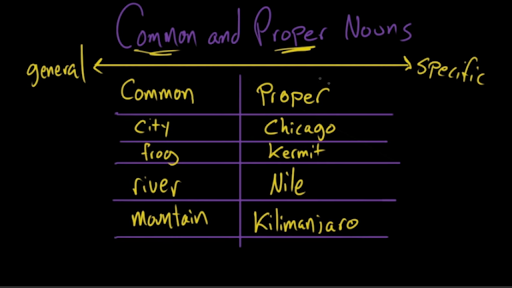 Common and Proper Nouns
general specific
Common Proper
city Chicago
frog Kermit
river Nile
mountain Kilimanjaro